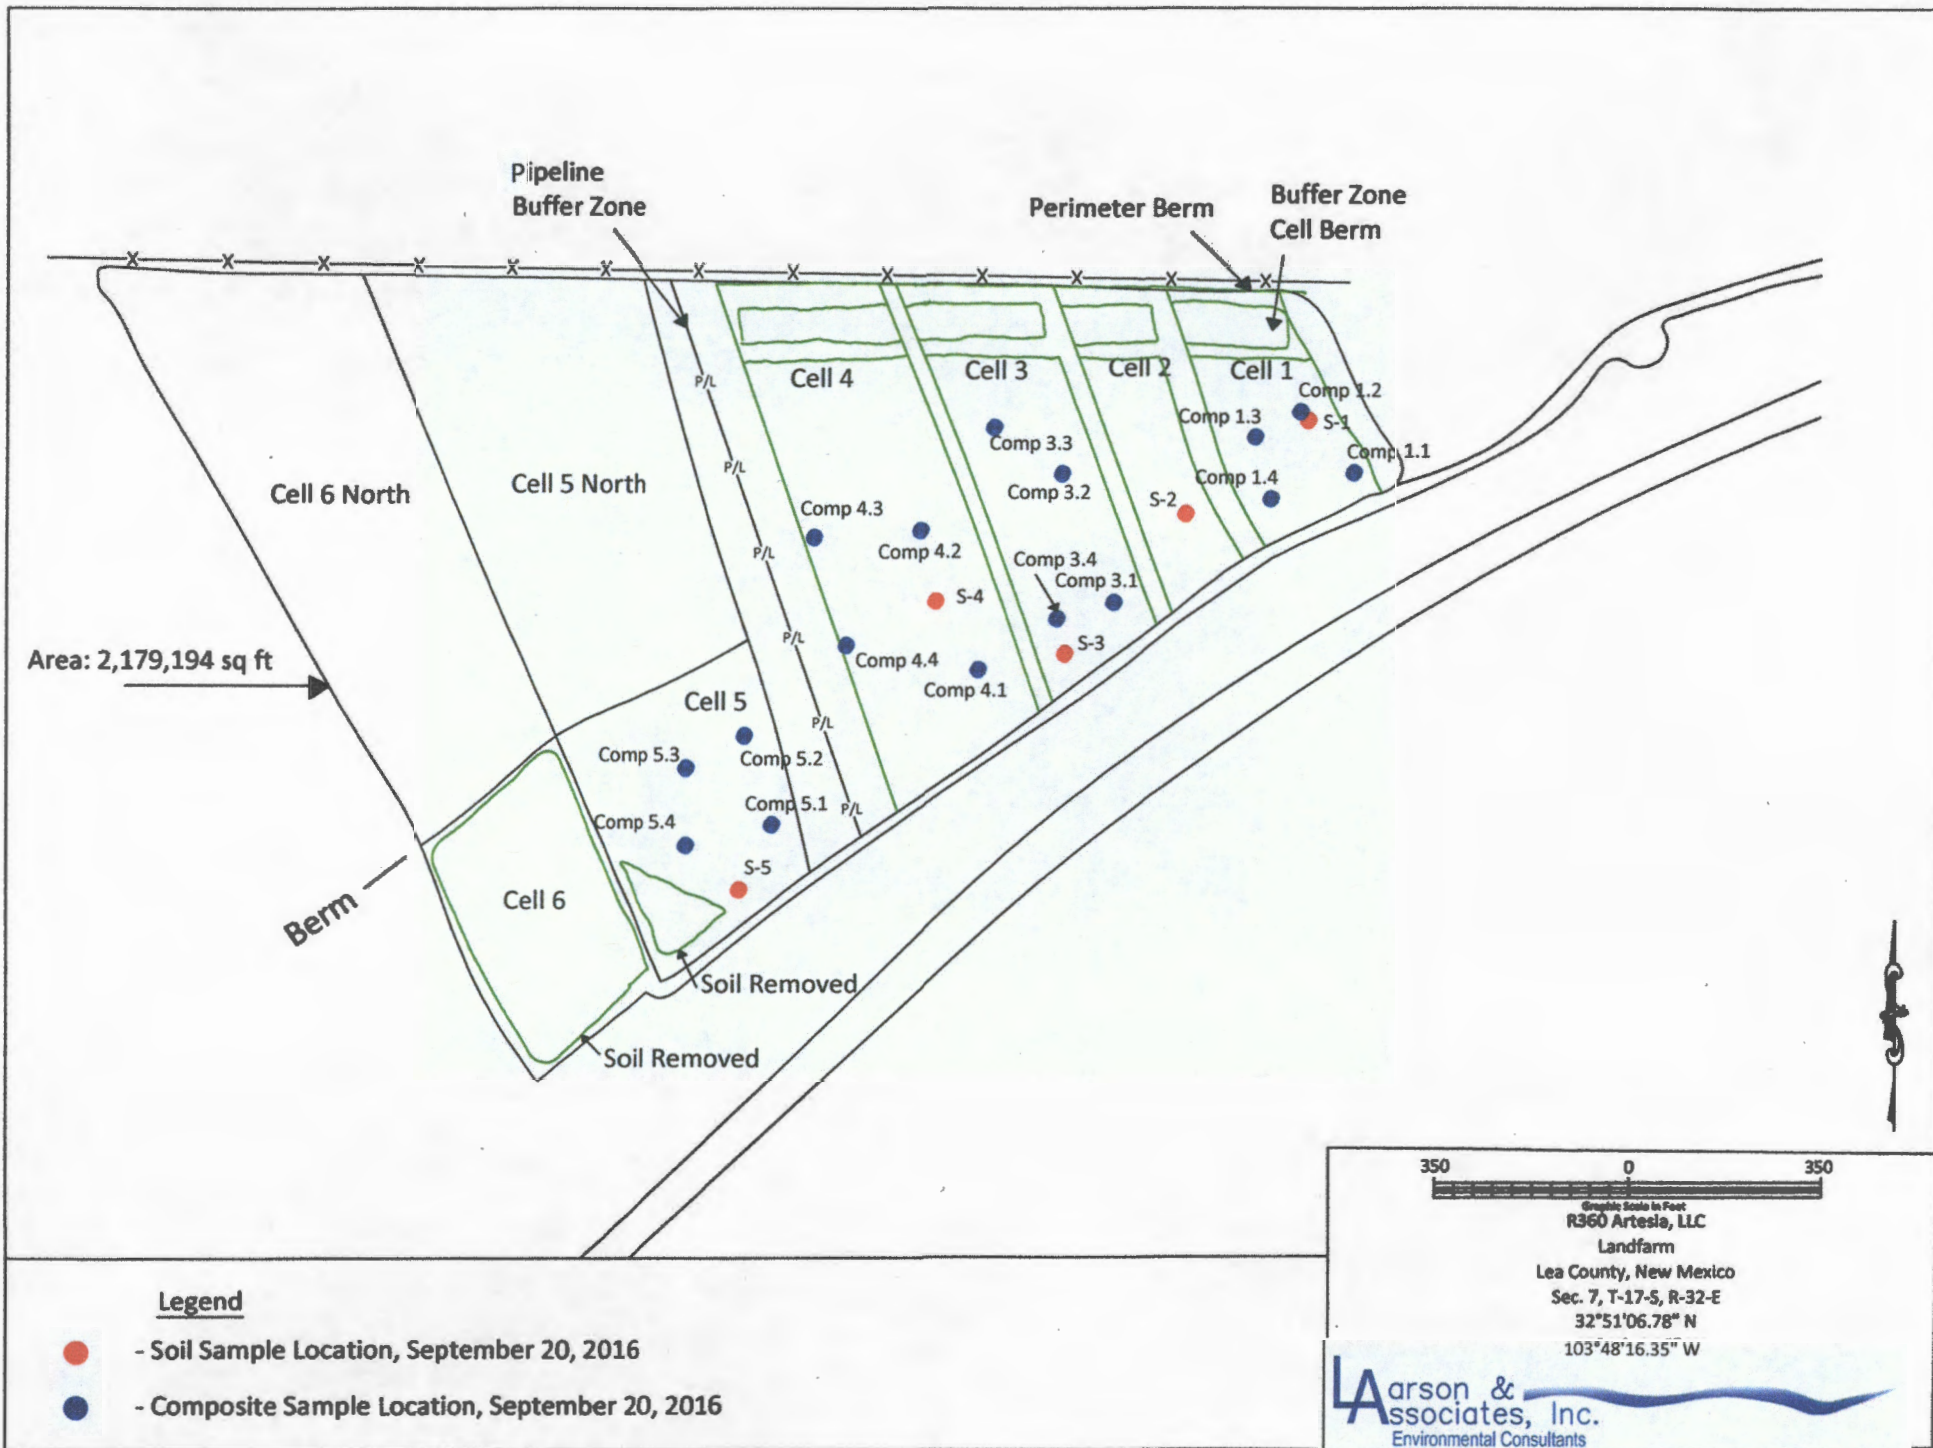 Pipeline
Buffer Zone
Perimeter Berm
Buffer Zone
Cell Berm
X X X X X X X X X X X X X
Cell 4
Cell 3
Cell 2
Cell 1
P/L
Comp 1.2
Comp 1.3
S-1
Comp 3.3
Comp 1.1
P/L
Cell 6 North
Cell 5 North
Comp 3.2
Comp 1.4
S-2
Comp 4.3
P/L
Comp 4.2
Comp 3.4
Comp 3.1
S-4
P/L
S-3
Area: 2,179,194 sq ft
Comp 4.4
Comp 4.1
Cell 5
P/L
Comp 5.3
Comp 5.2
Comp 5.1
P/L
Comp 5.4
S-5
Cell 6
Berm
Soil Removed
Soil Removed
350 0 350
Graphic Scale in Feet
R360 Artesia, LLC
Landfarm
Lea County, New Mexico
Sec. 7, T-17-S, R-32-E
32°51'06.78" N
103°48'16.35" W
Legend
- Soil Sample Location, September 20, 2016
- Composite Sample Location, September 20, 2016
Larson &
Associates, Inc.
Environmental Consultants